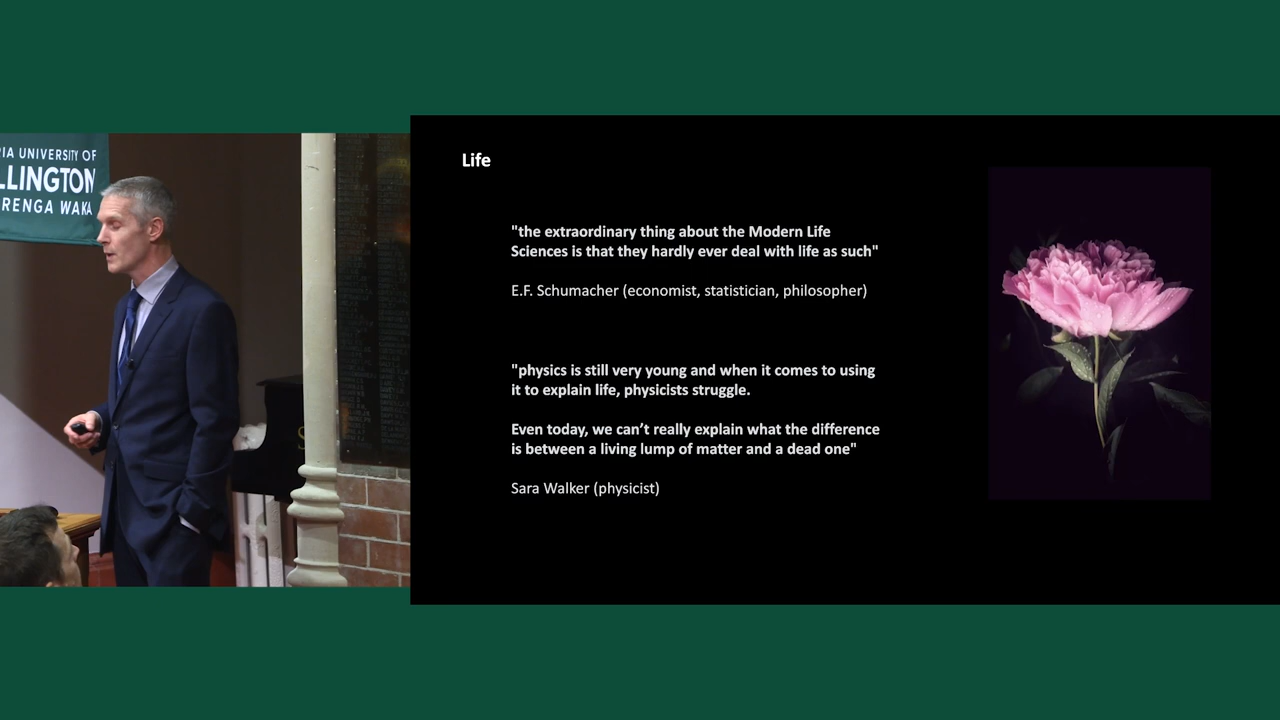 IA UNIVERSITY OF
LLINGTON
RENGA WAKA
Life
"the extraordinary thing about the Modern Life
Sciences is that they hardly ever deal with life as such"
E.F. Schumacher (economist, statistician, philosopher)
"physics is still very young and when it comes to using
it to explain life, physicists struggle.
Even today, we can’t really explain what the difference
is between a living lump of matter and a dead one"
Sara Walker (physicist)